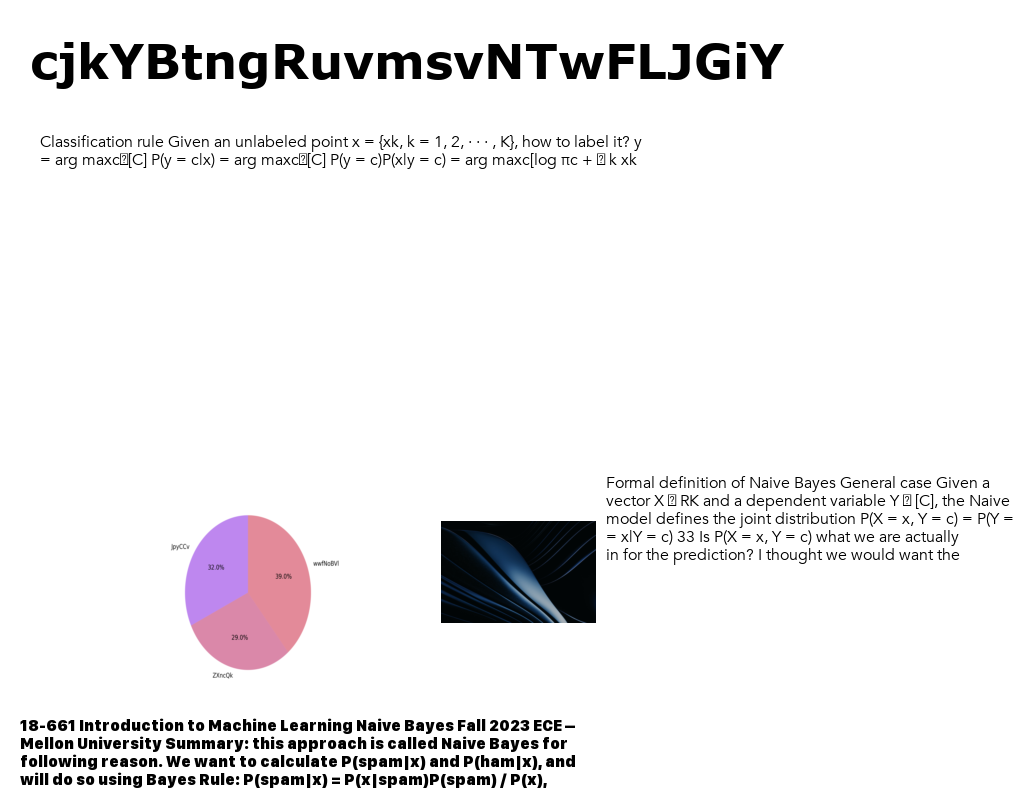 cjkYBtngRuvmsvNTwFLJGiY
Classification rule Given an unlabeled point x = {xk, k = 1, 2, · · · , K}, how to label it? y
= arg maxc[C] P(y = c|x) = arg maxc[C] P(y = c)P(x|y = c) = arg maxc[log πc + k xk
Formal definition of Naive Bayes General case Given a
vector X RK and a dependent variable Y [C], the Naive
model defines the joint distribution P(X = x, Y = c) = P(Y =
= x|Y = c) 33 Is P(X = x, Y = c) what we are actually
in for the prediction? I thought we would want the
JpyCCv
32.0%
wwfNoBVl
39.0%
29.0%
ZXncQk
18-661 Introduction to Machine Learning Naive Bayes Fall 2023 ECE –
Mellon University Summary: this approach is called Naive Bayes for
following reason. We want to calculate P(spam|x) and P(ham|x), and
will do so using Bayes Rule: P(spam|x) = P(x|spam)P(spam) / P(x),